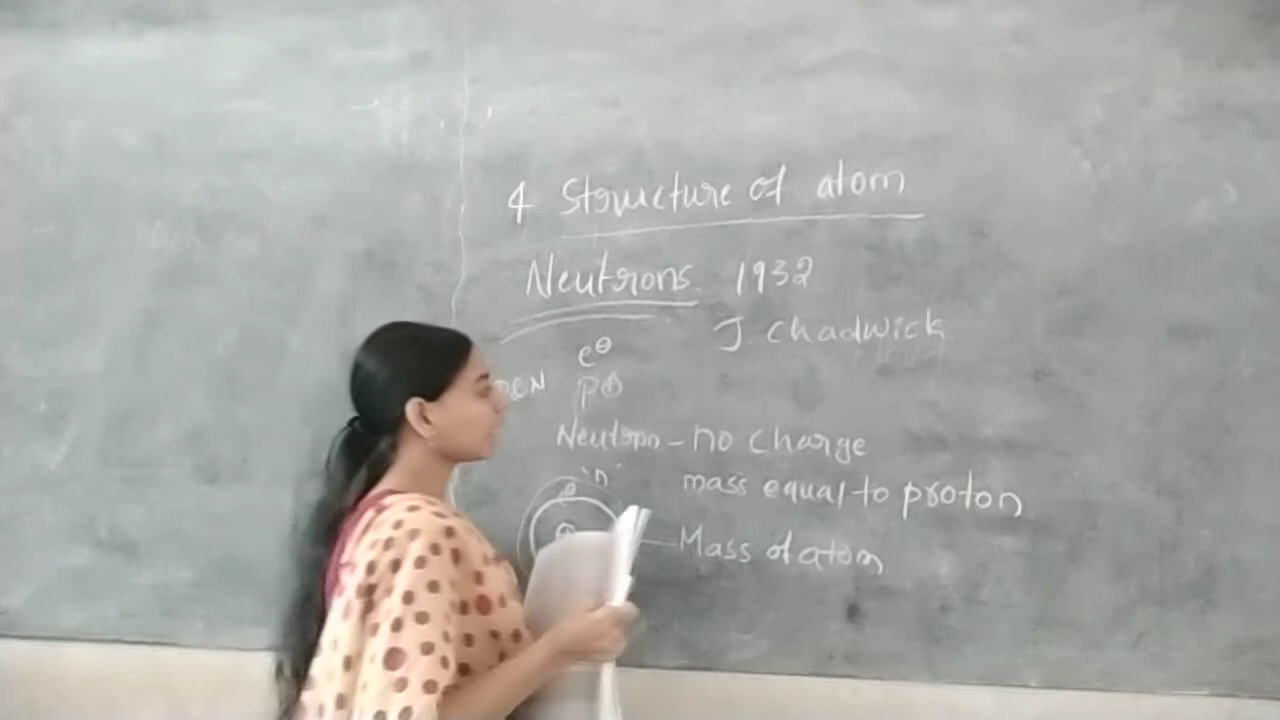 4 Structure of atom
Neutrons. 1932
J. Chadwick
e⊖
P⊕
Neutron - no charge
'n'
mass equal to proton
Mass of atom